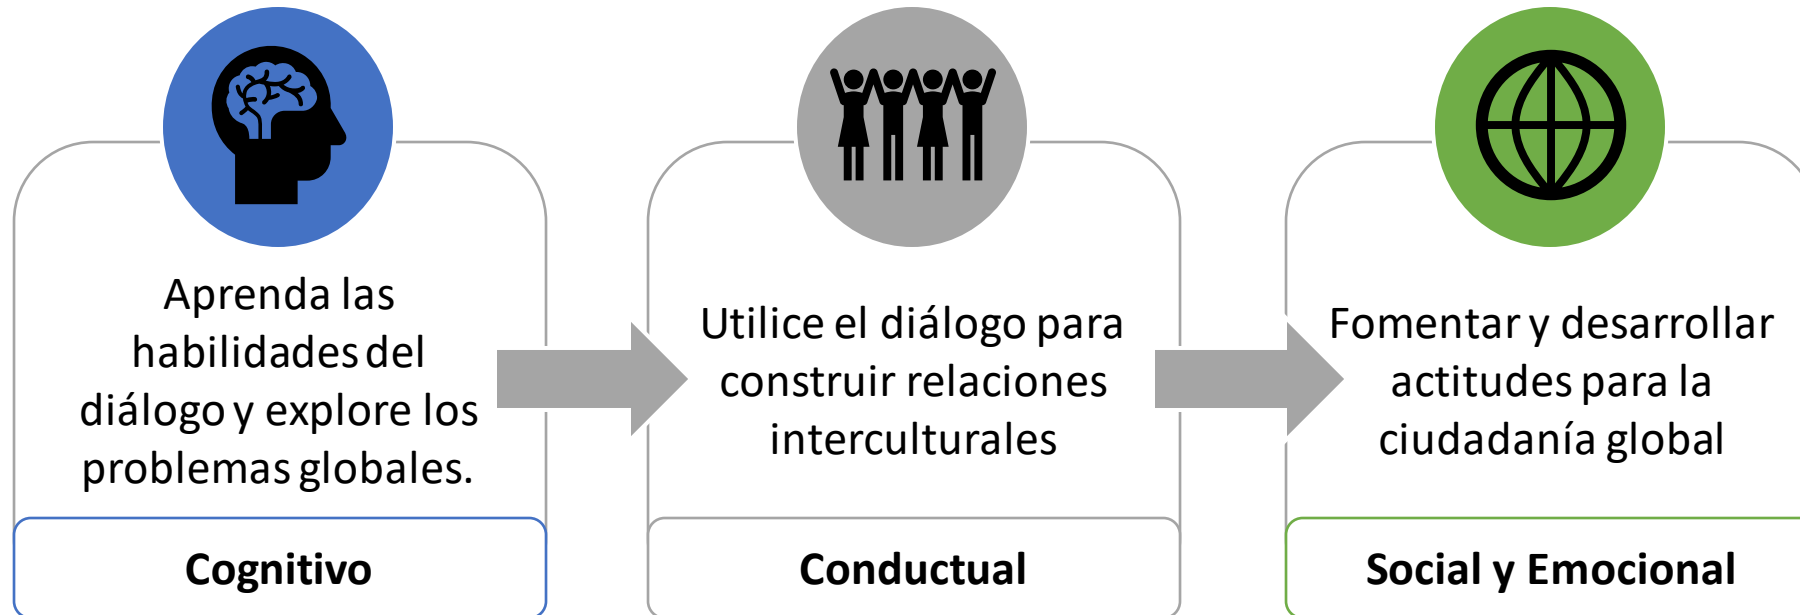 Aprenda las
habilidades del
diálogo y explore los
problemas globales.
Cognitivo
Utilice el diálogo para
construir relaciones
interculturales
Conductual
Fomentar y desarrollar
actitudes para la
ciudadanía global
Social y Emocional